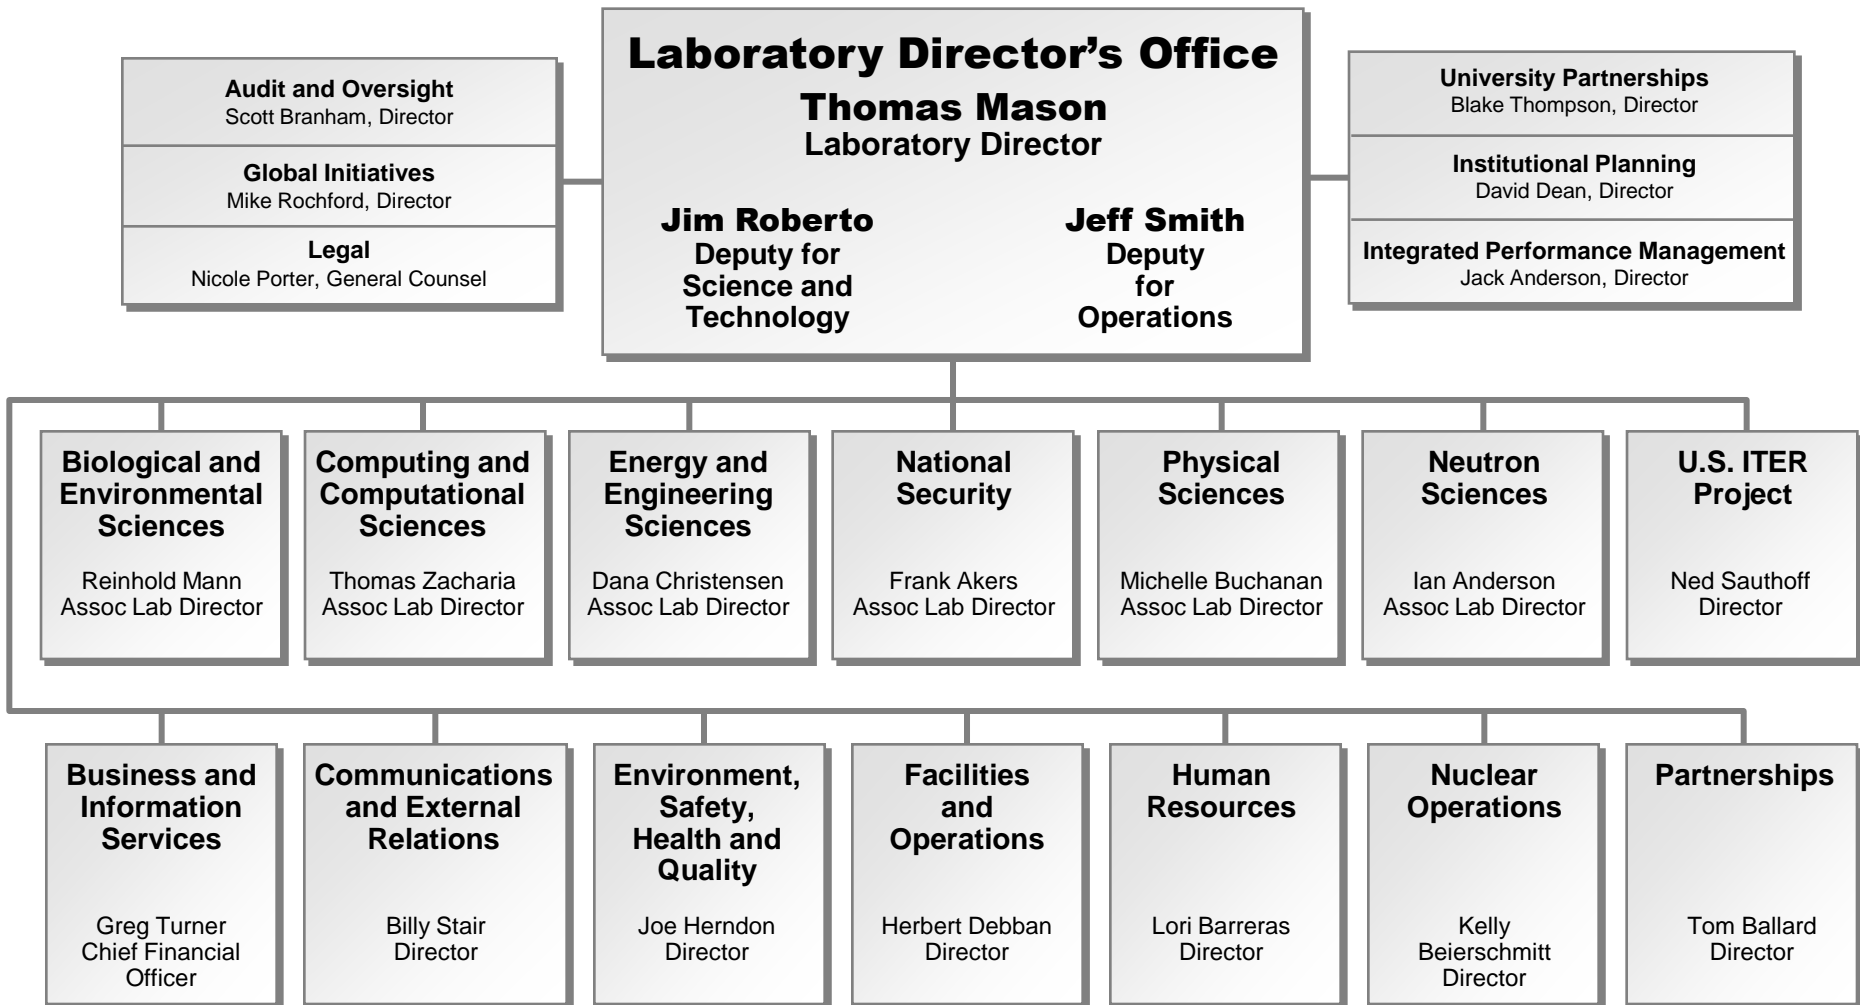 Laboratory Director’s Office
Thomas Mason
Laboratory Director
Jim Roberto
Deputy for
Science and
Technology
Jeff Smith
Deputy
for
Operations
Audit and Oversight
Scott Branham, Director
Global Initiatives
Mike Rochford, Director
Legal
Nicole Porter, General Counsel
University Partnerships
Blake Thompson, Director
Institutional Planning
David Dean, Director
Integrated Performance Management
Jack Anderson, Director
Biological and
Environmental
Sciences
Reinhold Mann
Assoc Lab Director
Computing and
Computational
Sciences
Thomas Zacharia
Assoc Lab Director
Energy and
Engineering
Sciences
Dana Christensen
Assoc Lab Director
National
Security
Frank Akers
Assoc Lab Director
Physical
Sciences
Michelle Buchanan
Assoc Lab Director
Neutron
Sciences
Ian Anderson
Assoc Lab Director
U.S. ITER
Project
Ned Sauthoff
Director
Business and
Information
Services
Greg Turner
Chief Financial
Officer
Communications
and External
Relations
Billy Stair
Director
Environment,
Safety,
Health and
Quality
Joe Herndon
Director
Facilities
and
Operations
Herbert Debban
Director
Human
Resources
Lori Barreras
Director
Nuclear
Operations
Kelly
Beierschmitt
Director
Partnerships
Tom Ballard
Director